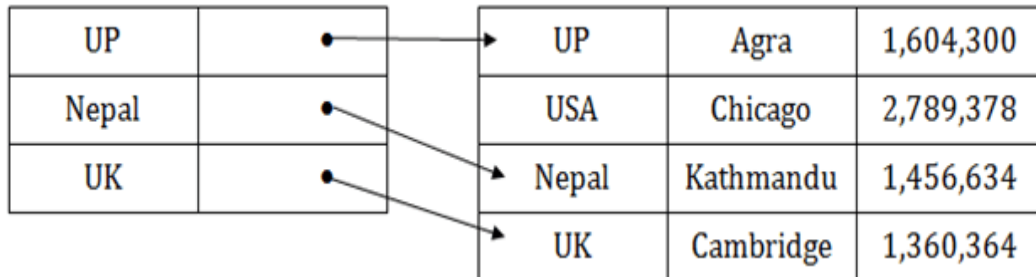 UP
Nepal
UK
UP Agra 1,604,300
USA Chicago 2,789,378
Nepal Kathmandu 1,456,634
UK Cambridge 1,360,364